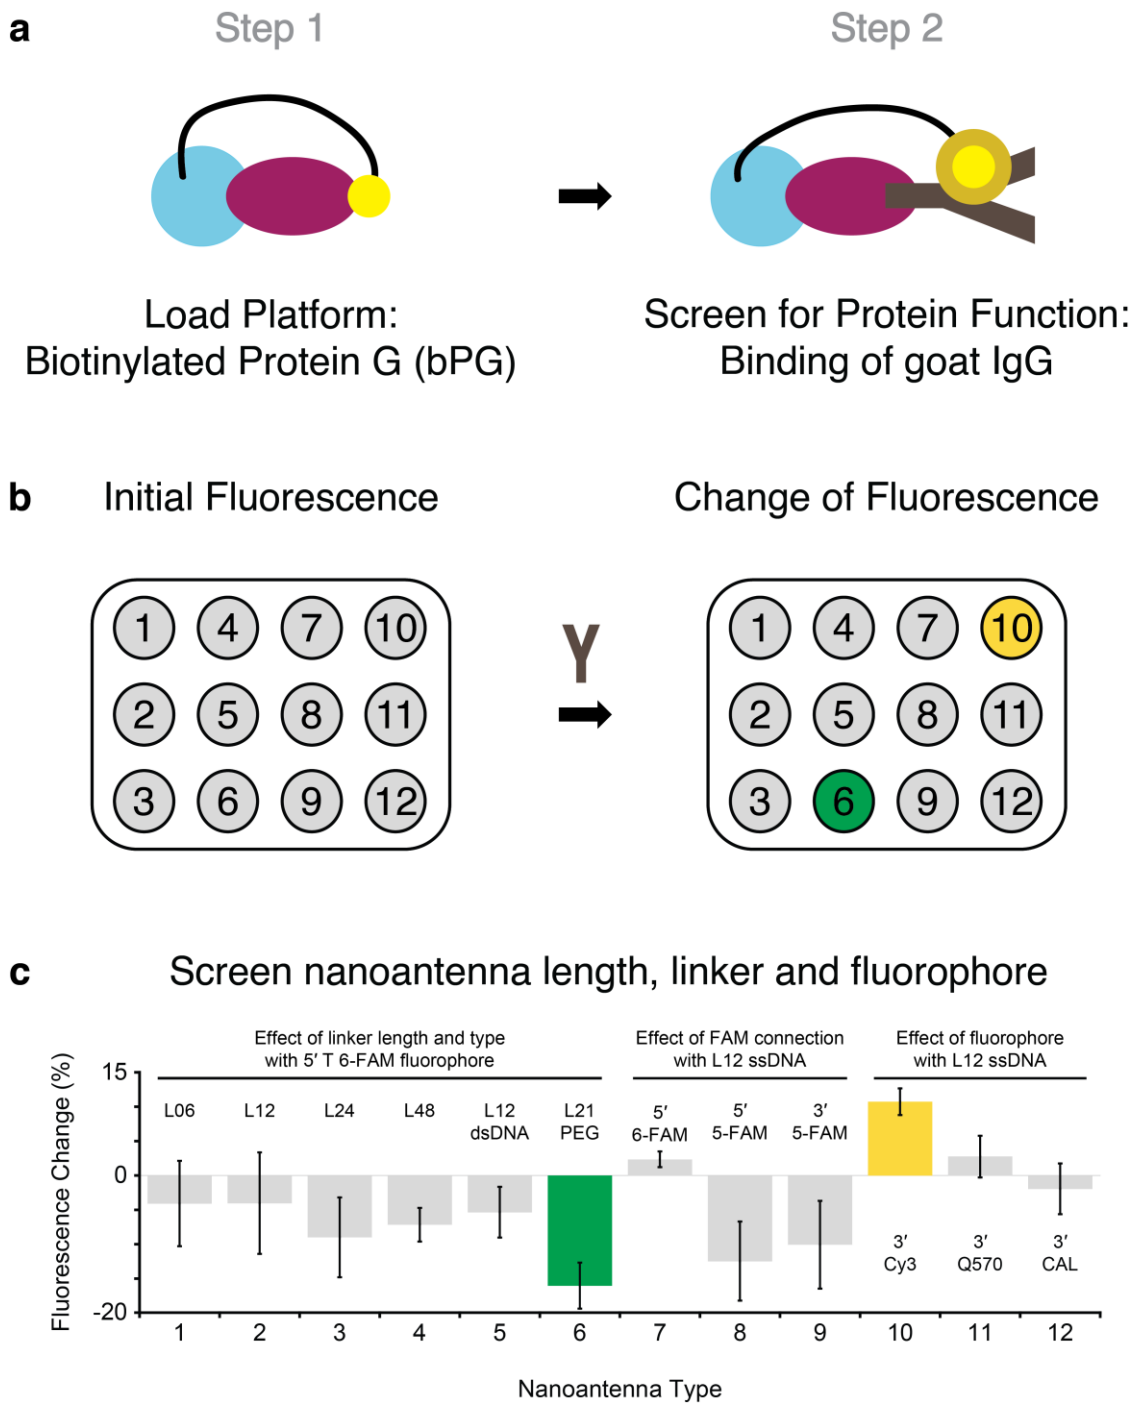 a
Step 1
Step 2
Load Platform:
Biotinylated Protein G (bPG)
Screen for Protein Function:
Binding of goat IgG
b
Initial Fluorescence
Change of Fluorescence
1 4 7 10
2 5 8 11
3 6 9 12
1 4 7 10
2 5 8 11
3 6 9 12
c
Screen nanoantenna length, linker and fluorophore
Effect of linker length and type
with 5′ T 6-FAM fluorophore
Effect of FAM connection
with L12 ssDNA
Effect of fluorophore
with L12 ssDNA
Fluorescence Change (%)
15
0
-20
L06
L12
L24
L48
L12
dsDNA
L21
PEG
5′
6-FAM
5′
5-FAM
3′
5-FAM
3′
Cy3
3′
Q570
3′
CAL
1 2 3 4 5 6 7 8 9 10 11 12
Nanoantenna Type